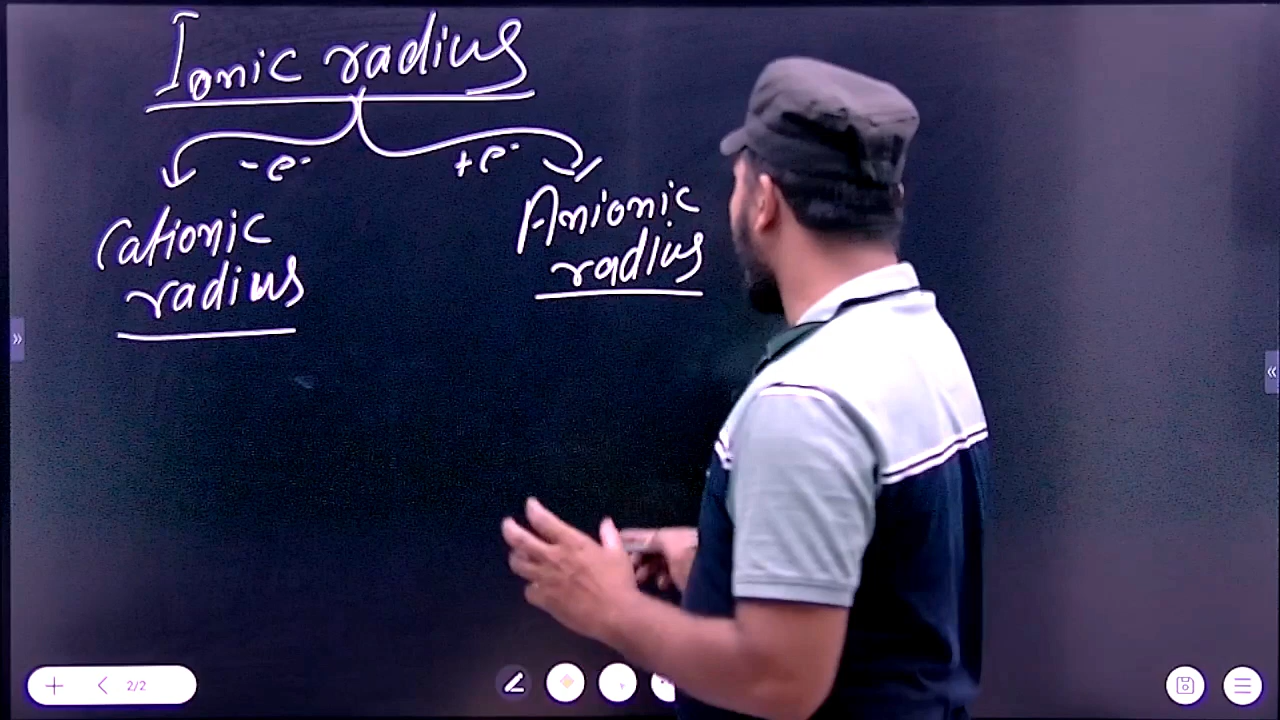 Ionic radius
-e-
+e-
Cationic
radius
Anionic
radius
2/2